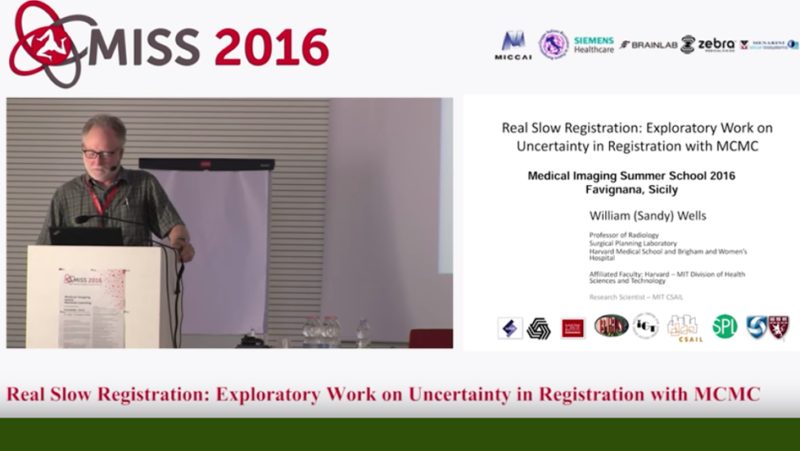 MISS 2016
MICCAI
SIEMENS
Healthcare
BRAINLAB
zebra
Real Slow Registration: Exploratory Work on
Uncertainty in Registration with MCMC
Medical Imaging Summer School 2016
Favignana, Sicily
William (Sandy) Wells
Professor of Radiology
Surgical Planning Laboratory
Harvard Medical School and Brigham and Women's
Hospital
Affiliated Faculty: Harvard – MIT Division of Health
Sciences and Technology
Research Scientist – MIT CSAIL
MISS 2016
CSAIL
SPL
Real Slow Registration: Exploratory Work on Uncertainty in Registration with MCMC